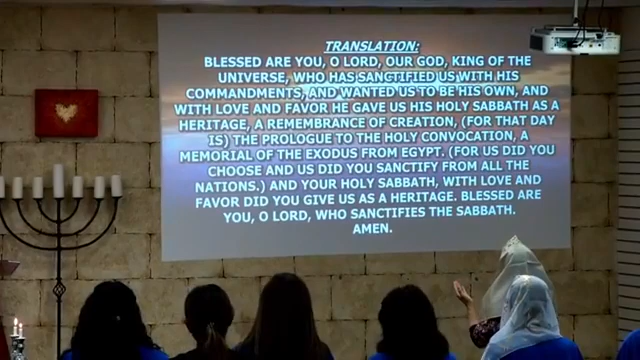 TRANSLATION:
BLESSED ARE YOU, O LORD, OUR GOD, KING OF THE
UNIVERSE, WHO HAS SANCTIFIED US WITH HIS
COMMANDMENTS, AND WANTED US TO BE HIS OWN, AND
WITH LOVE AND FAVOR HE GAVE US HIS HOLY SABBATH AS A
HERITAGE, A REMEMBRANCE OF CREATION, (FOR THAT DAY
IS) THE PROLOGUE TO THE HOLY CONVOCATION, A
MEMORIAL OF THE EXODUS FROM EGYPT. (FOR US DID YOU
CHOOSE AND US DID YOU SANCTIFY FROM ALL THE
NATIONS.) AND YOUR HOLY SABBATH, WITH LOVE AND
FAVOR DID YOU GIVE US AS A HERITAGE. BLESSED ARE
YOU, O LORD, WHO SANCTIFIES THE SABBATH.
AMEN.